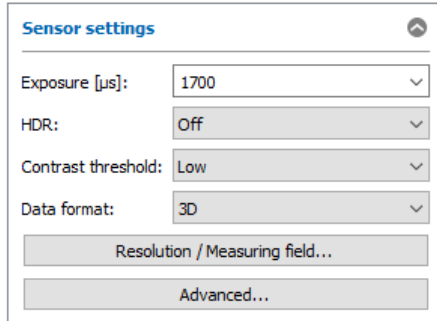 Sensor settings
Exposure [µs]: 1700
HDR: Off
Contrast threshold: Low
Data format: 3D
Resolution / Measuring field...
Advanced...